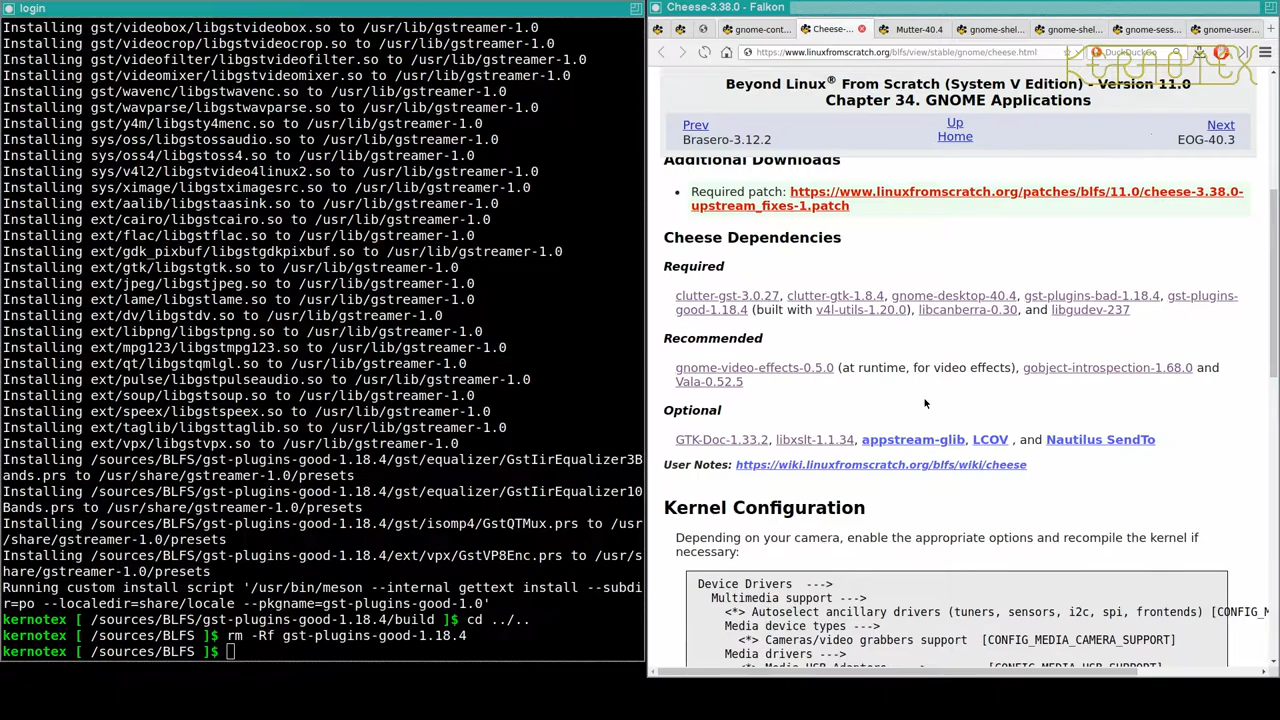 login
Installing gst/videobox/libgstvideobox.so to /usr/lib/gstreamer-1.0
Installing gst/videocrop/libgstvideocrop.so to /usr/lib/gstreamer-1.0
Installing gst/videofilter/libgstvideofilter.so to /usr/lib/gstreamer-1.0
Installing gst/videomixer/libgstvideomixer.so to /usr/lib/gstreamer-1.0
Installing gst/wavenc/libgstwavenc.so to /usr/lib/gstreamer-1.0
Installing gst/wavparse/libgstwavparse.so to /usr/lib/gstreamer-1.0
Installing gst/y4m/libgsty4menc.so to /usr/lib/gstreamer-1.0
Installing sys/oss/libgstossaudio.so to /usr/lib/gstreamer-1.0
Installing sys/oss4/libgstoss4.so to /usr/lib/gstreamer-1.0
Installing sys/v4l2/libgstvideo4linux2.so to /usr/lib/gstreamer-1.0
Installing sys/ximage/libgstximagesrc.so to /usr/lib/gstreamer-1.0
Installing ext/aalib/libgstaasink.so to /usr/lib/gstreamer-1.0
Installing ext/cairo/libgstcairo.so to /usr/lib/gstreamer-1.0
Installing ext/flac/libgstflac.so to /usr/lib/gstreamer-1.0
Installing ext/gdk_pixbuf/libgstgdkpixbuf.so to /usr/lib/gstreamer-1.0
Installing ext/gtk/libgstgtk.so to /usr/lib/gstreamer-1.0
Installing ext/jpeg/libgstjpeg.so to /usr/lib/gstreamer-1.0
Installing ext/lame/libgstlame.so to /usr/lib/gstreamer-1.0
Installing ext/dv/libgstdv.so to /usr/lib/gstreamer-1.0
Installing ext/libpng/libgstpng.so to /usr/lib/gstreamer-1.0
Installing ext/mpg123/libgstmpg123.so to /usr/lib/gstreamer-1.0
Installing ext/qt/libgstqmlgl.so to /usr/lib/gstreamer-1.0
Installing ext/pulse/libgstpulseaudio.so to /usr/lib/gstreamer-1.0
Installing ext/soup/libgstsoup.so to /usr/lib/gstreamer-1.0
Installing ext/speex/libgstspeex.so to /usr/lib/gstreamer-1.0
Installing ext/taglib/libgsttaglib.so to /usr/lib/gstreamer-1.0
Installing ext/vpx/libgstvpx.so to /usr/lib/gstreamer-1.0
Installing /sources/BLFS/gst-plugins-good-1.18.4/gst/equalizer/GstIirEqualizer3B
ands.prs to /usr/share/gstreamer-1.0/presets
Installing /sources/BLFS/gst-plugins-good-1.18.4/gst/equalizer/GstIirEqualizer10
Bands.prs to /usr/share/gstreamer-1.0/presets
Installing /sources/BLFS/gst-plugins-good-1.18.4/gst/isomp4/GstQTMux.prs to /usr
/share/gstreamer-1.0/presets
Installing /sources/BLFS/gst-plugins-good-1.18.4/ext/vpx/GstVP8Enc.prs to /usr/s
hare/gstreamer-1.0/presets
Running custom install script '/usr/bin/meson --internal gettext install --subdi
r=po --localedir=share/locale --pkgname=gst-plugins-good-1.0'
kernotex [ /sources/BLFS/gst-plugins-good-1.18.4/build ]$ cd ../..
kernotex [ /sources/BLFS ]$ rm -Rf gst-plugins-good-1.18.4
kernotex [ /sources/BLFS ]$
Cheese-3.38.0 - Falkon
gnome-cont... Cheese-... Mutter-40.4 gnome-shel... gnome-shel... gnome-sess... gnome-user...
https://www.linuxfromscratch.org/blfs/view/stable/gnome/cheese.html DuckDuckGo
KERNOTEX
Beyond Linux® From Scratch (System V Edition) - Version 11.0
Chapter 34. GNOME Applications
Prev Up Next
Brasero-3.12.2 Home EOG-40.3
Additional Downloads
• Required patch: https://www.linuxfromscratch.org/patches/blfs/11.0/cheese-3.38.0-
upstream_fixes-1.patch
Cheese Dependencies
Required
clutter-gst-3.0.27, clutter-gtk-1.8.4, gnome-desktop-40.4, gst-plugins-bad-1.18.4, gst-plugins-
good-1.18.4 (built with v4l-utils-1.20.0), libcanberra-0.30, and libgudev-237
Recommended
gnome-video-effects-0.5.0 (at runtime, for video effects), gobject-introspection-1.68.0 and
Vala-0.52.5
Optional
GTK-Doc-1.33.2, libxslt-1.1.34, appstream-glib, LCOV , and Nautilus SendTo
User Notes: https://wiki.linuxfromscratch.org/blfs/wiki/cheese
Kernel Configuration
Depending on your camera, enable the appropriate options and recompile the kernel if
necessary:
Device Drivers --->
Multimedia support --->
<*> Autoselect ancillary drivers (tuners, sensors, i2c, spi, frontends) [CONFIG_M
Media device types --->
<*> Cameras/video grabbers support [CONFIG_MEDIA_CAMERA_SUPPORT]
Media drivers --->
<*> Media USB Adapters ---> [CONFIG_MEDIA_USB_SUPPORT]